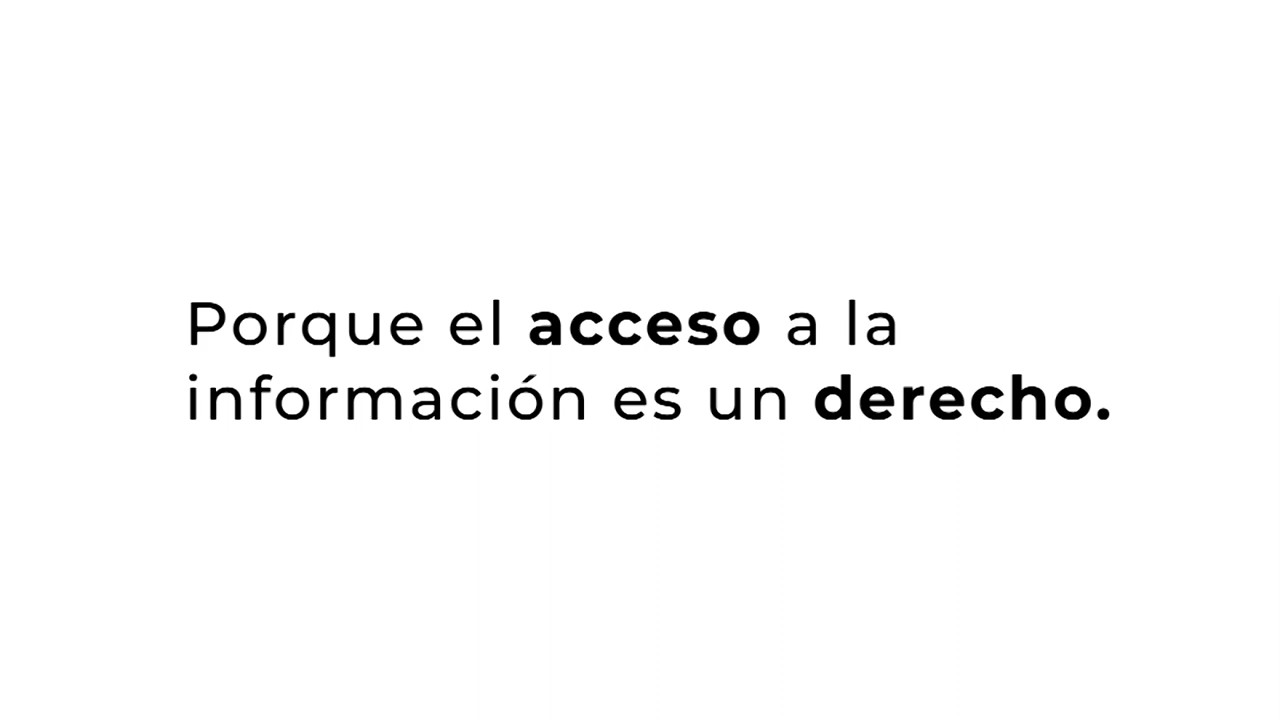 Porque el acceso a la
información es un derecho.